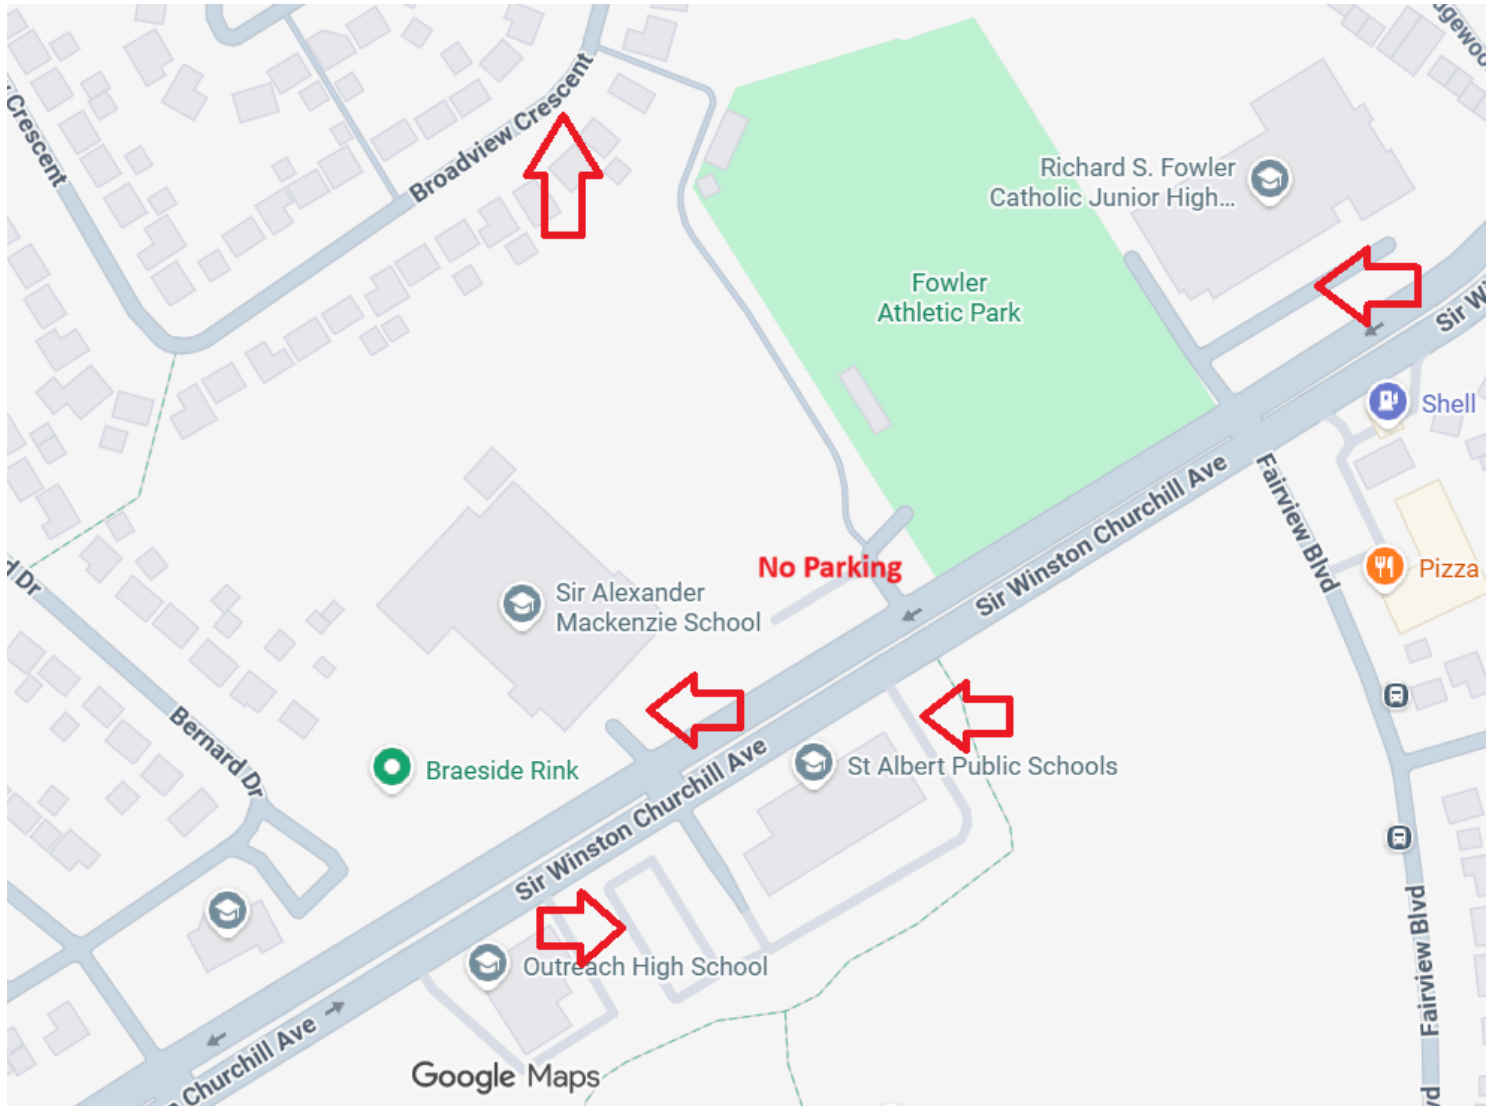 Crescent
Broadview Crescent
Richard S. Fowler
Catholic Junior High...
Fowler
Athletic Park
Sir W
Shell
Fairview Blvd
Sir Winston Churchill Ave
No Parking
Pizza
Sir Alexander
Mackenzie School
Dr
Bernard Dr
Braeside Rink
St Albert Public Schools
Sir Winston Churchill Ave
Outreach High School
Fairview Blvd
Churchill Ave
Google Maps